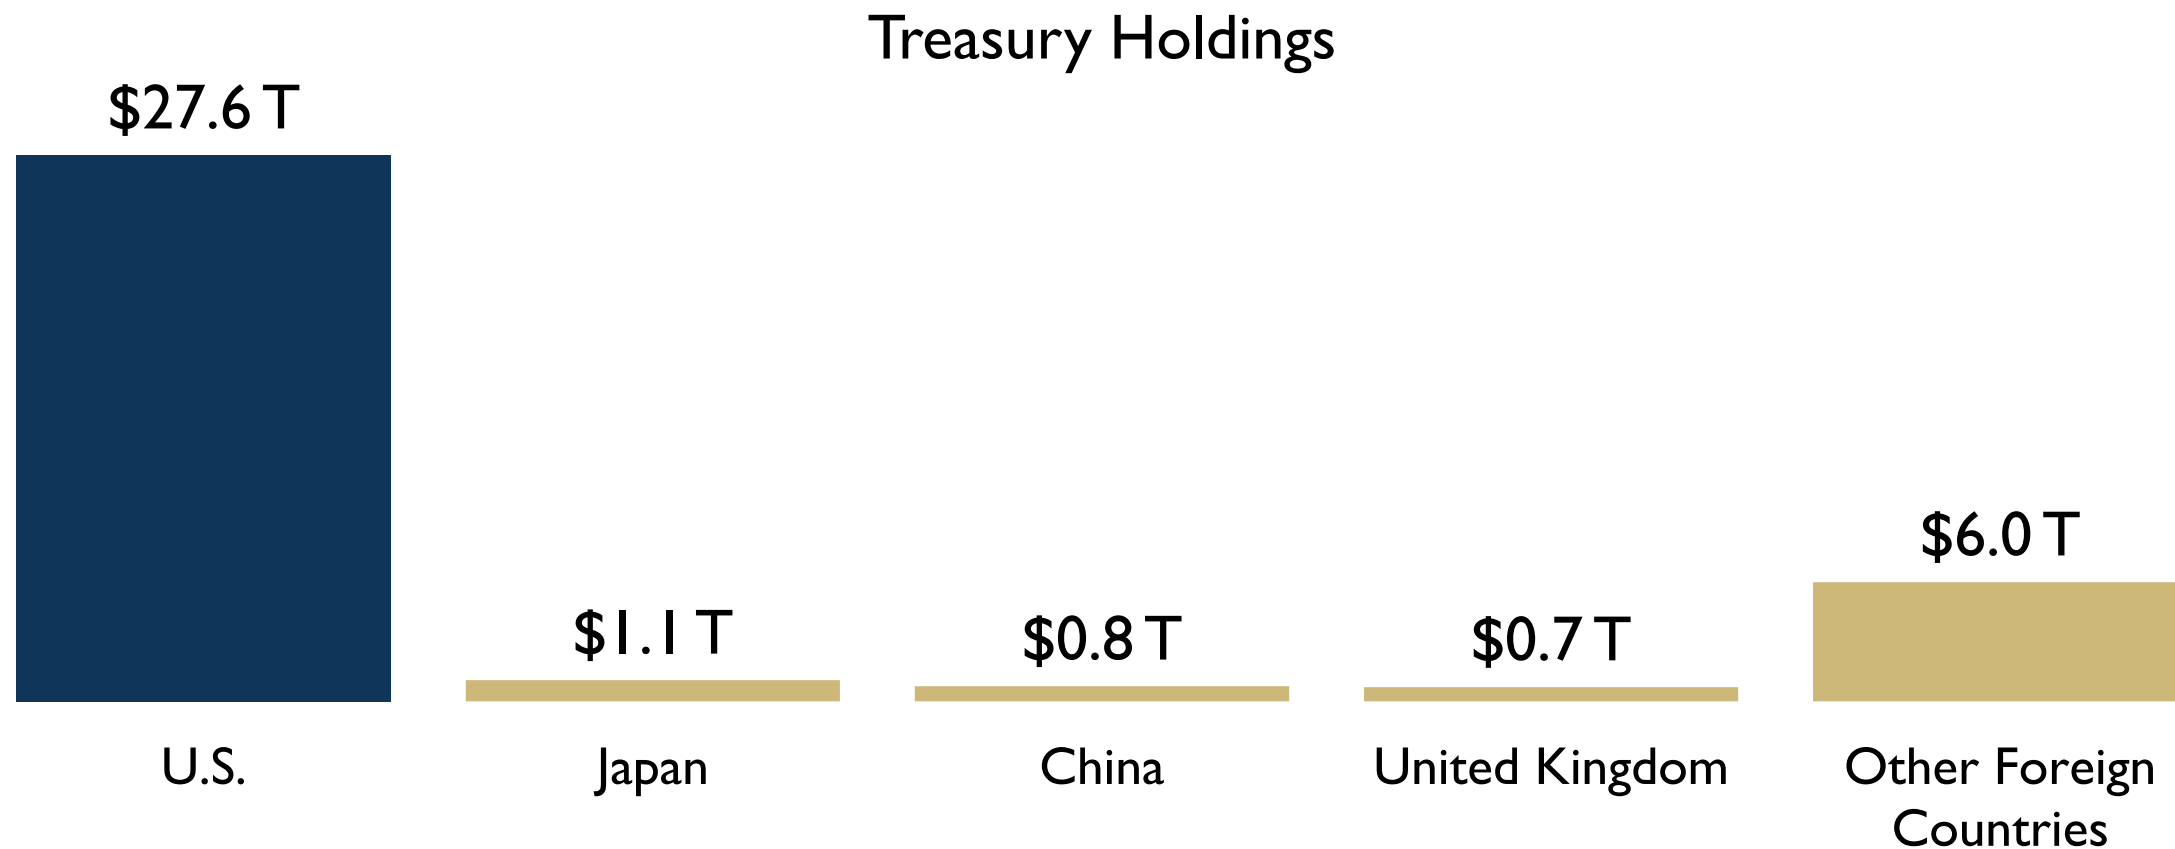 Treasury Holdings
$27.6 T
$1.1 T
$0.8 T
$0.7 T
$6.0 T
U.S.
Japan
China
United Kingdom
Other Foreign
Countries